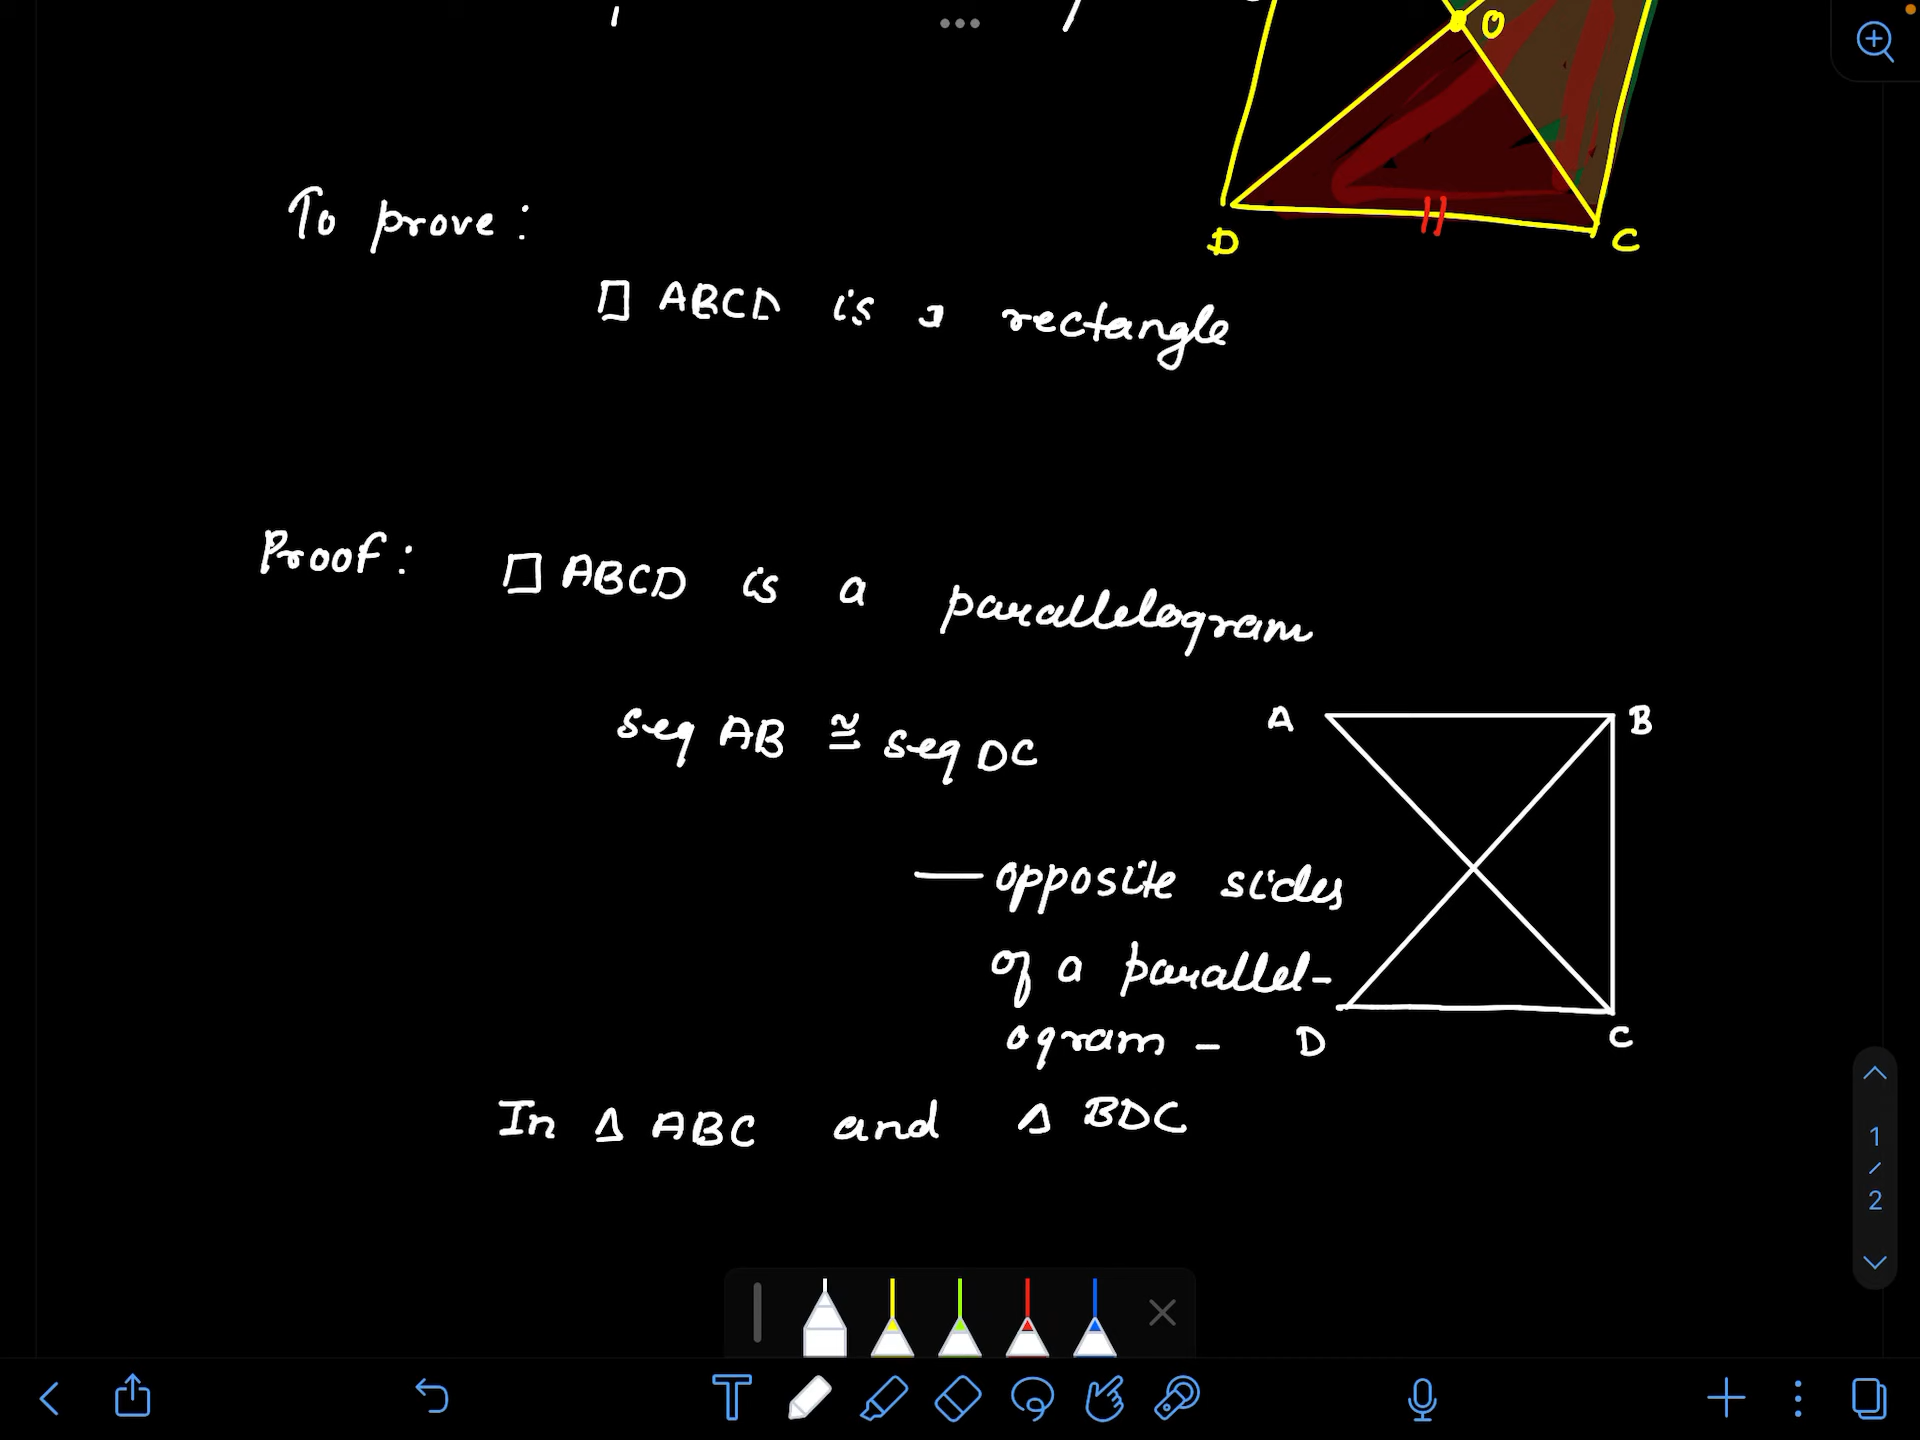 O
D
C
To prove :
□ ABCD is a rectangle
Proof : □ ABCD is a parallelogram
seg AB ≅ seg DC
A B
— opposite sides
of a parallel-
ogram -
D C
In Δ ABC and Δ BDC
1
/
2